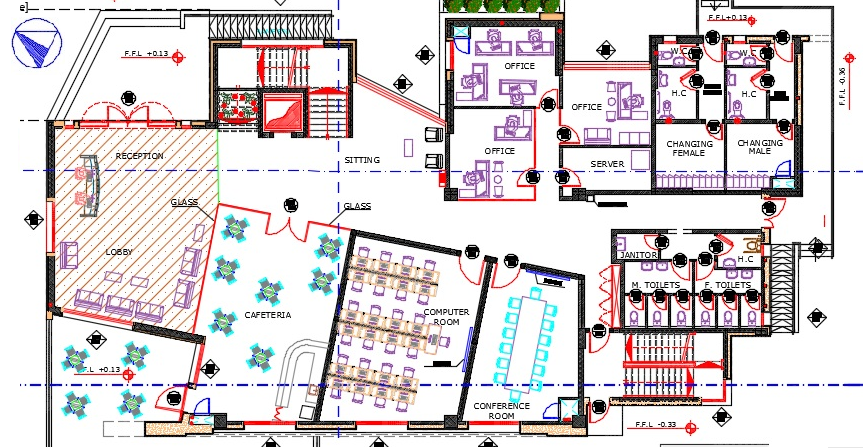 e]
F.F.L +0.13
F.F.L +0.13
F.F.L -0.36
OFFICE
W.C
W.C
H.C
H.C
OFFICE
RECEPTION
SITTING
OFFICE
SERVER
CHANGING
FEMALE
CHANGING
MALE
GLASS
GLASS
LOBBY
JANITOR
H.C
M. TOILETS
F. TOILETS
CAFETERIA
COMPUTER
ROOM
F.F.L +0.13
CONFERENCE
ROOM
F.F.L -0.33